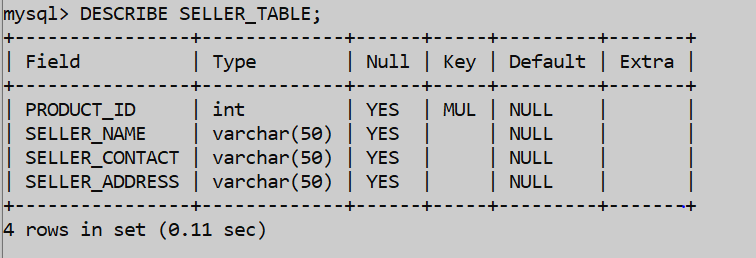 mysql> DESCRIBE SELLER_TABLE;
+----------------+-------------+------+-----+---------+-------+
| Field          | Type        | Null | Key | Default | Extra |
+----------------+-------------+------+-----+---------+-------+
| PRODUCT_ID     | int         | YES  | MUL | NULL    |       |
| SELLER_NAME    | varchar(50) | YES  |     | NULL    |       |
| SELLER_CONTACT | varchar(50) | YES  |     | NULL    |       |
| SELLER_ADDRESS | varchar(50) | YES  |     | NULL    |       |
+----------------+-------------+------+-----+---------+-------+
4 rows in set (0.11 sec)